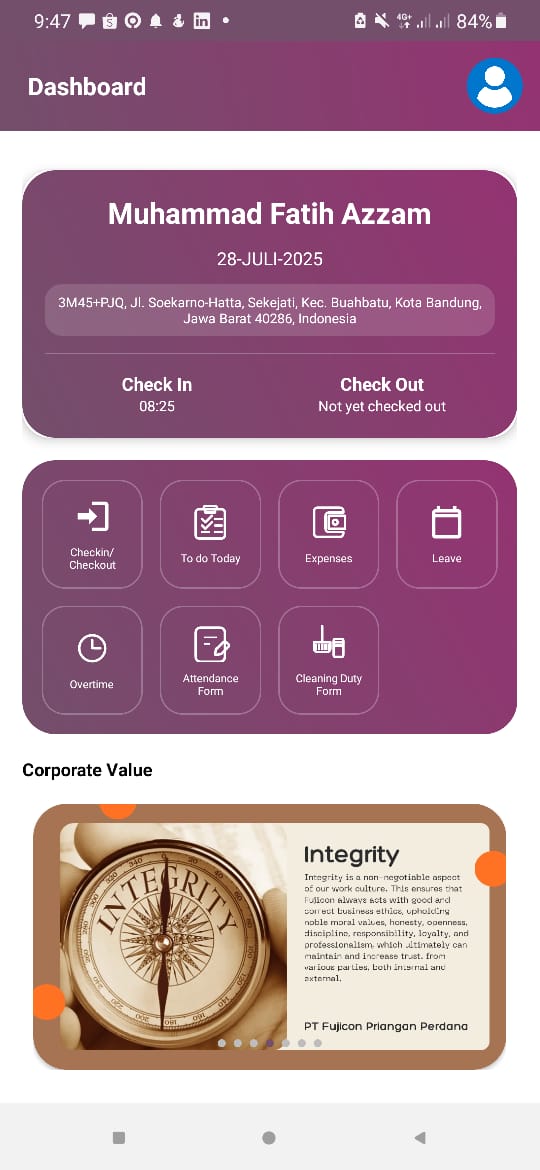 9:47
4G+
84%
Dashboard
Muhammad Fatih Azzam
28-JULI-2025
3M45+PJQ, Jl. Soekarno-Hatta, Sekejati, Kec. Buahbatu, Kota Bandung,
Jawa Barat 40286, Indonesia
Check In
Check Out
08:25
Not yet checked out
Checkin/
Checkout
To do Today
Expenses
Leave
Overtime
Attendance
Form
Cleaning Duty
Form
Corporate Value
INTEGRITY
Integrity
Integrity is a non-negotiable aspect
of our work culture. This ensures that
Fujicon always acts with good and
correct business ethics, upholding
noble moral values, honesty, openness,
discipline, responsibility, loyalty, and
professionalism, which ultimately can
maintain and increase trust. from
various parties, both internal and
external.
PT Fujicon Priangan Perdana